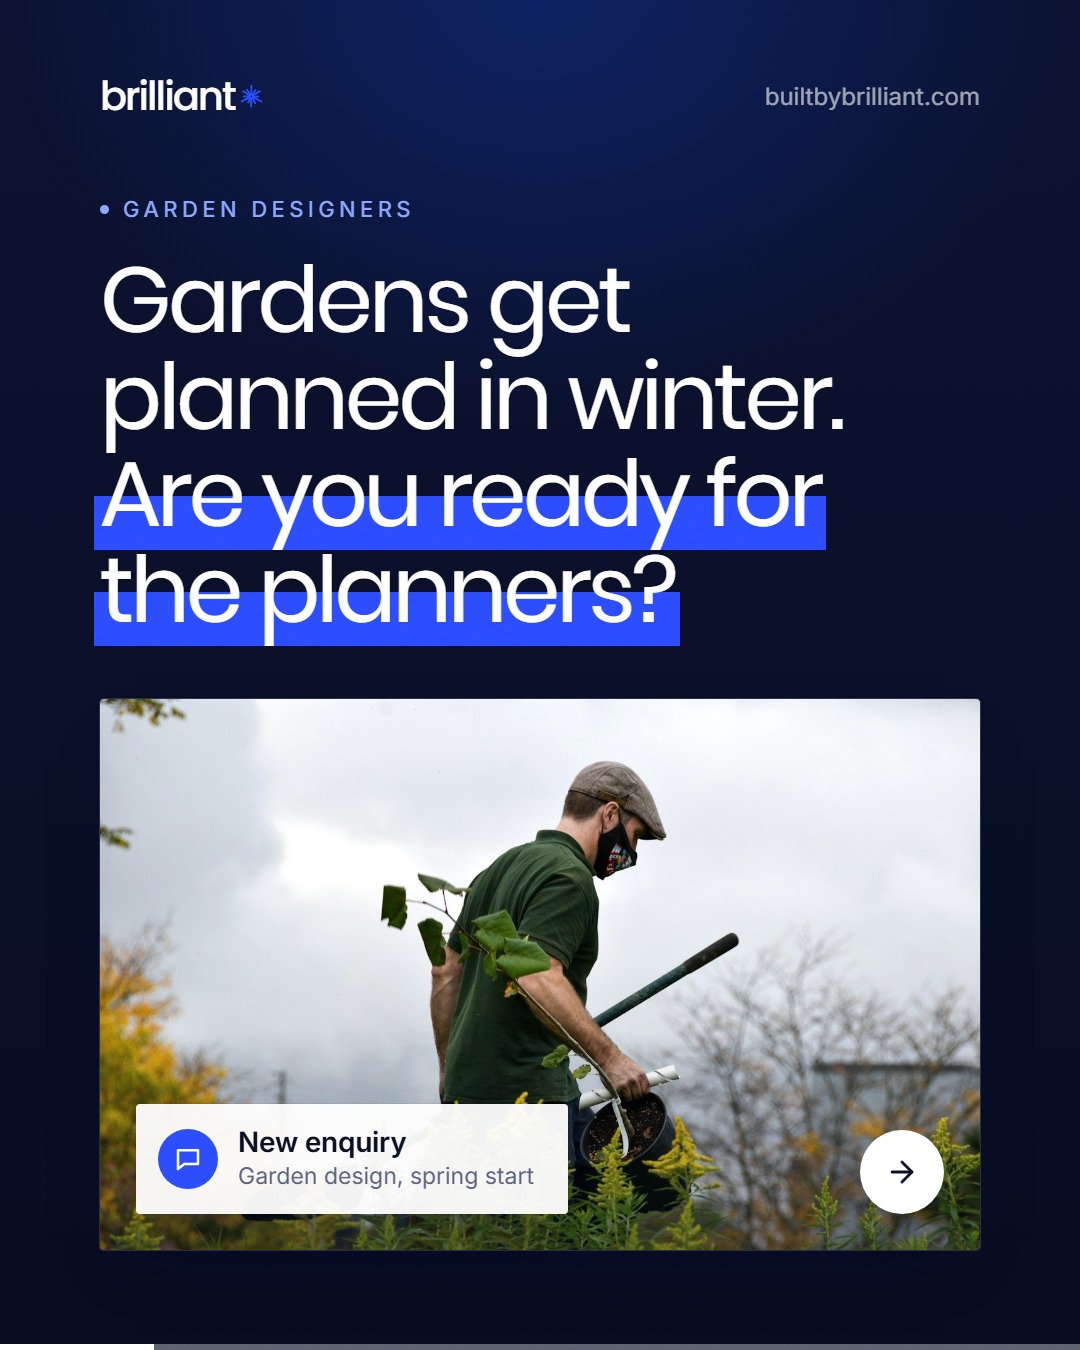 brilliant
builtbybrilliant.com
GARDEN DESIGNERS
Gardens get
planned in winter.
Are you ready for
the planners?
New enquiry
Garden design, spring start